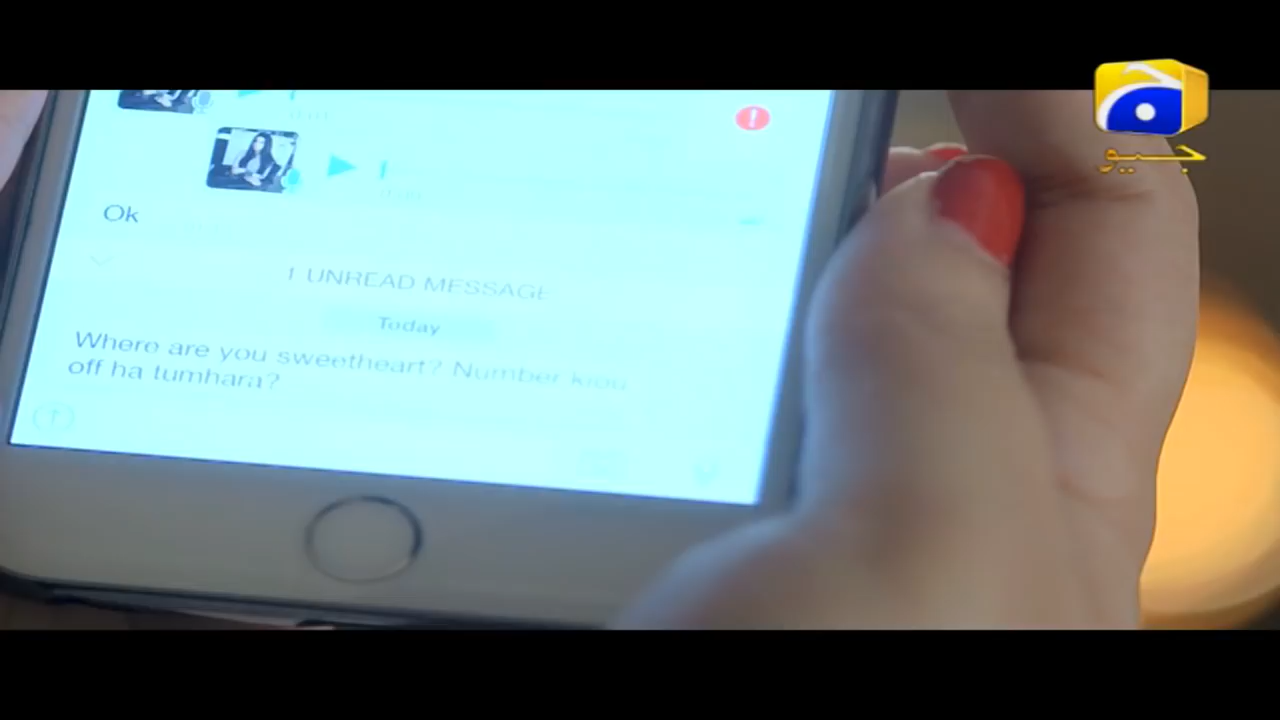 جیو
Ok
1 UNREAD MESSAGE
Today
Where are you sweetheart? Number kiou
off ha tumhara?